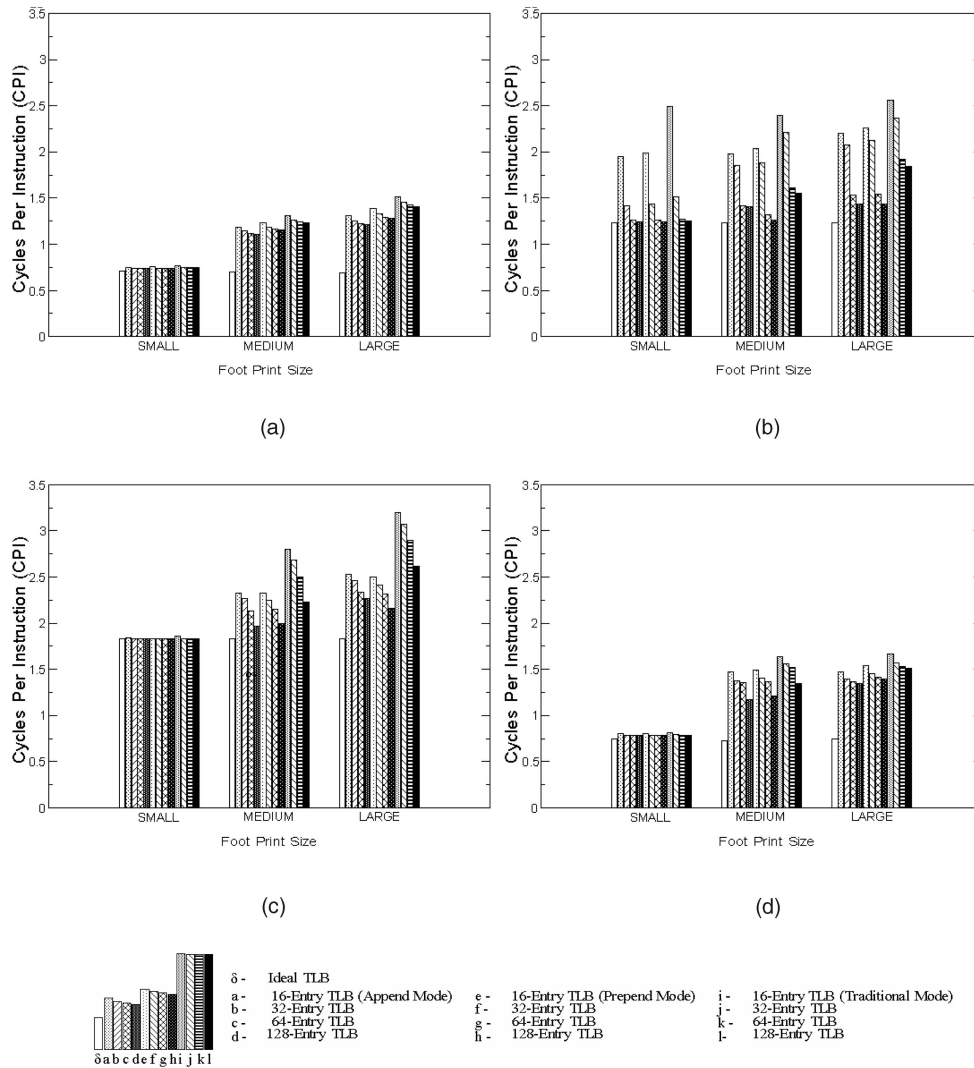 3.5
3
2.5
2
1.5
1
0.5
0
Cycles Per Instruction (CPI)
SMALL MEDIUM LARGE
Foot Print Size
(a)
3.5
3
2.5
2
1.5
1
0.5
0
Cycles Per Instruction (CPI)
SMALL MEDIUM LARGE
Foot Print Size
(b)
3.5
3
2.5
2
1.5
1
0.5
0
Cycles Per Instruction (CPI)
SMALL MEDIUM LARGE
Foot Print Size
(c)
3.5
3
2.5
2
1.5
1
0.5
0
Cycles Per Instruction (CPI)
SMALL MEDIUM LARGE
Foot Print Size
(d)
δ a b c d e f g h i j k l
δ - Ideal TLB
a - 16-Entry TLB (Append Mode)
b - 32-Entry TLB
c - 64-Entry TLB
d - 128-Entry TLB
e - 16-Entry TLB (Prepend Mode)
f - 32-Entry TLB
g - 64-Entry TLB
h - 128-Entry TLB
i - 16-Entry TLB (Traditional Mode)
j - 32-Entry TLB
k - 64-Entry TLB
l- 128-Entry TLB